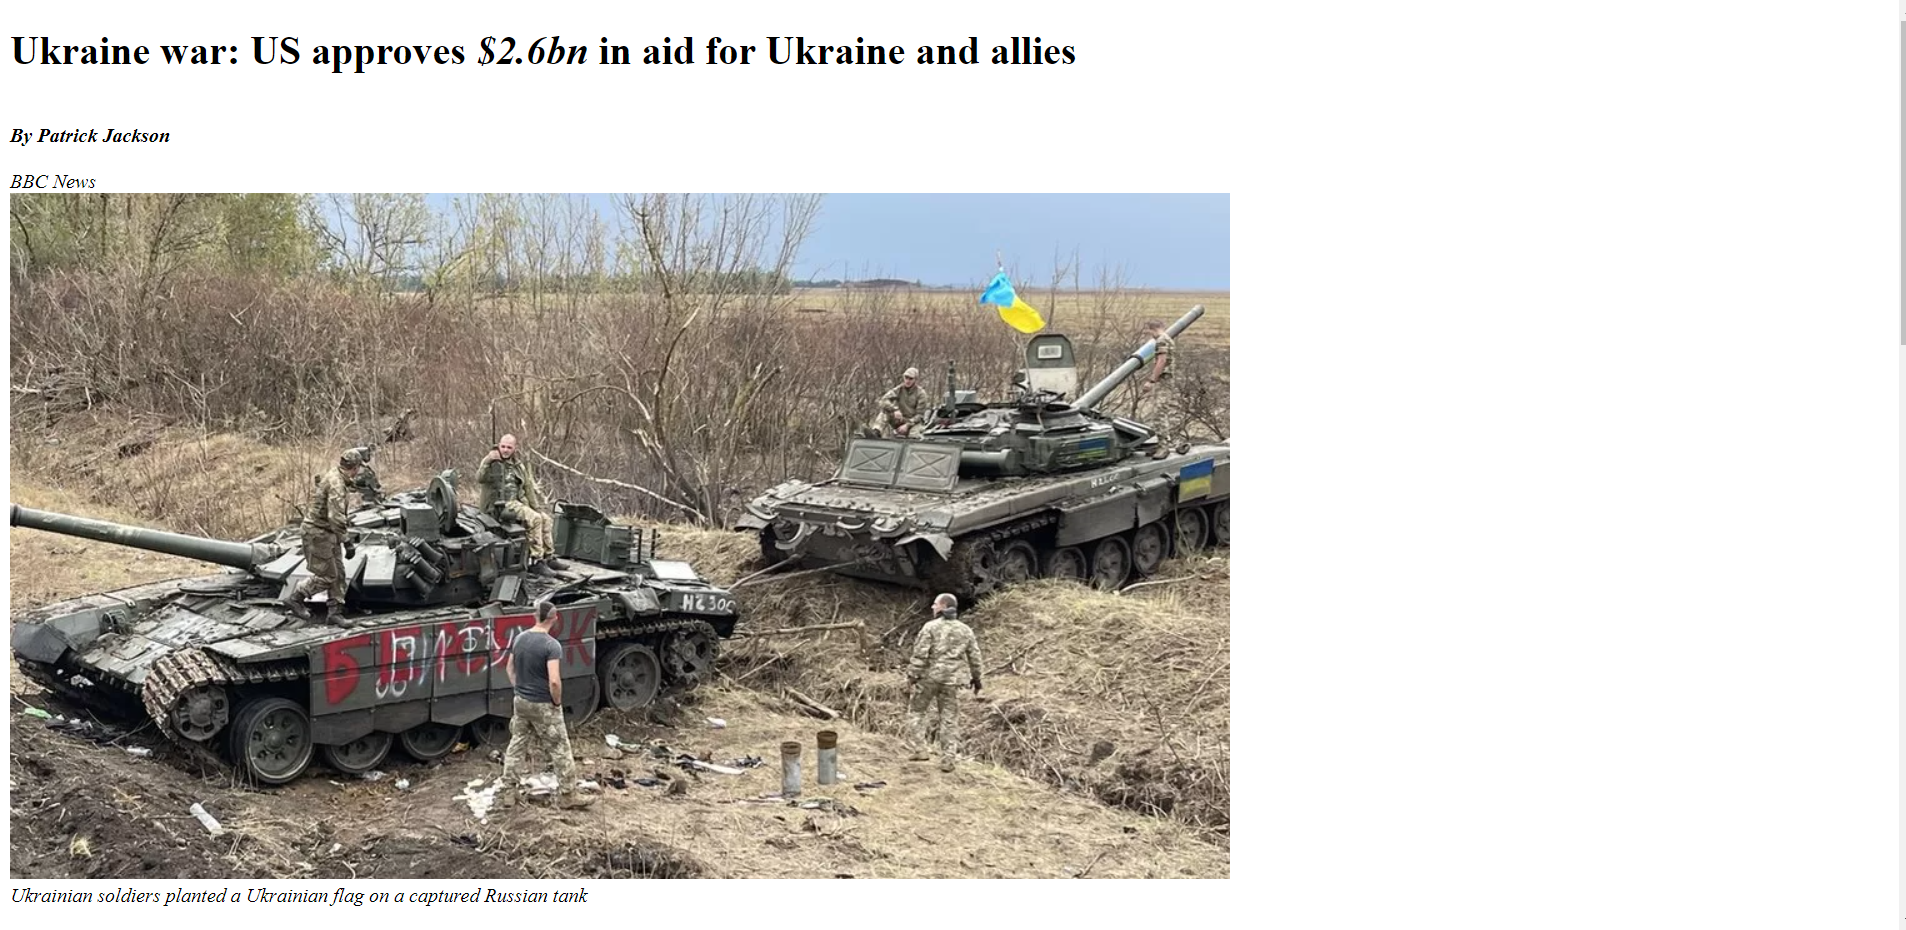 Ukraine war: US approves $2.6bn in aid for Ukraine and allies
By Patrick Jackson
BBC News
Ukrainian soldiers planted a Ukrainian flag on a captured Russian tank